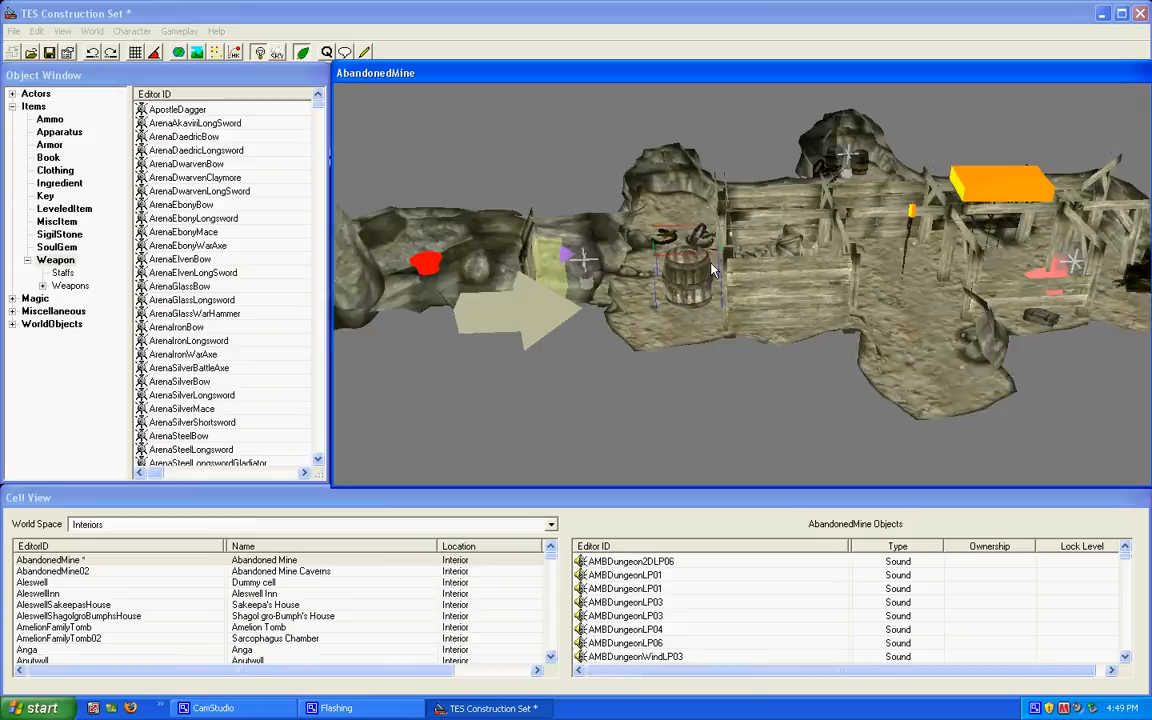 TES Construction Set *
File Edit View World Character Gameplay Help
Object Window
AbandonedMine
Actors
Items
Ammo
Apparatus
Armor
Book
Clothing
Ingredient
Key
LeveledItem
MiscItem
SigilStone
SoulGem
Weapon
Staffs
Weapons
Magic
Miscellaneous
WorldObjects
Editor ID
ApostleDagger
ArenaAkaviriLongSword
ArenaDaedricBow
ArenaDaedricLongsword
ArenaDwarvenBow
ArenaDwarvenClaymore
ArenaDwarvenLongSword
ArenaEbonyBow
ArenaEbonyLongsword
ArenaEbonyMace
ArenaEbonyWarAxe
ArenaElvenBow
ArenaElvenLongSword
ArenaGlassBow
ArenaGlassLongsword
ArenaGlassWarHammer
ArenaIronBow
ArenaIronLongsword
ArenaIronWarAxe
ArenaSilverBattleAxe
ArenaSilverBow
ArenaSilverLongsword
ArenaSilverMace
ArenaSilverShortsword
ArenaSteelBow
ArenaSteelLongsword
ArenaSteelLongswordGladiator
Cell View
World Space Interiors
AbandonedMine Objects
EditorID Name Location
AbandonedMine * Abandoned Mine Interior
AbandonedMine02 Abandoned Mine Caverns Interior
Aleswell Dummy cell Interior
AleswellInn Aleswell Inn Interior
AleswellSakeepasHouse Sakeepa's House Interior
AleswellShagolgroBumphsHouse Shagol gro-Bumph's House Interior
AmelionFamilyTomb Amelion Tomb Interior
AmelionFamilyTomb02 Sarcophagus Chamber Interior
Anga Anga Interior
Anutwyll Anutwyll Interior
Editor ID Type Ownership Lock Level
AMBDungeon2DLP06 Sound
AMBDungeonLP01 Sound
AMBDungeonLP01 Sound
AMBDungeonLP03 Sound
AMBDungeonLP03 Sound
AMBDungeonLP04 Sound
AMBDungeonLP06 Sound
AMBDungeonWindLP03 Sound
start CamStudio Flashing TES Construction Set * 4:49 PM